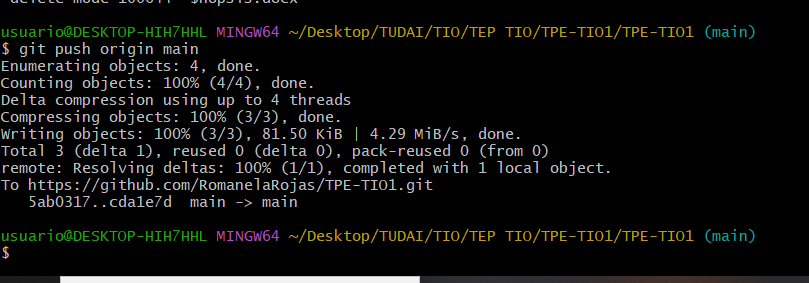 usuario@DESKTOP-HIH7HHL MINGW64 ~/Desktop/TUDAI/TIO/TEP TIO/TPE-TIO1/TPE-TIO1 (main)
$ git push origin main
Enumerating objects: 4, done.
Counting objects: 100% (4/4), done.
Delta compression using up to 4 threads
Compressing objects: 100% (3/3), done.
Writing objects: 100% (3/3), 81.50 KiB | 4.29 MiB/s, done.
Total 3 (delta 1), reused 0 (delta 0), pack-reused 0 (from 0)
remote: Resolving deltas: 100% (1/1), completed with 1 local object.
To https://github.com/RomanelaRojas/TPE-TIO1.git
   5ab0317..cda1e7d  main -> main
usuario@DESKTOP-HIH7HHL MINGW64 ~/Desktop/TUDAI/TIO/TEP TIO/TPE-TIO1/TPE-TIO1 (main)
$